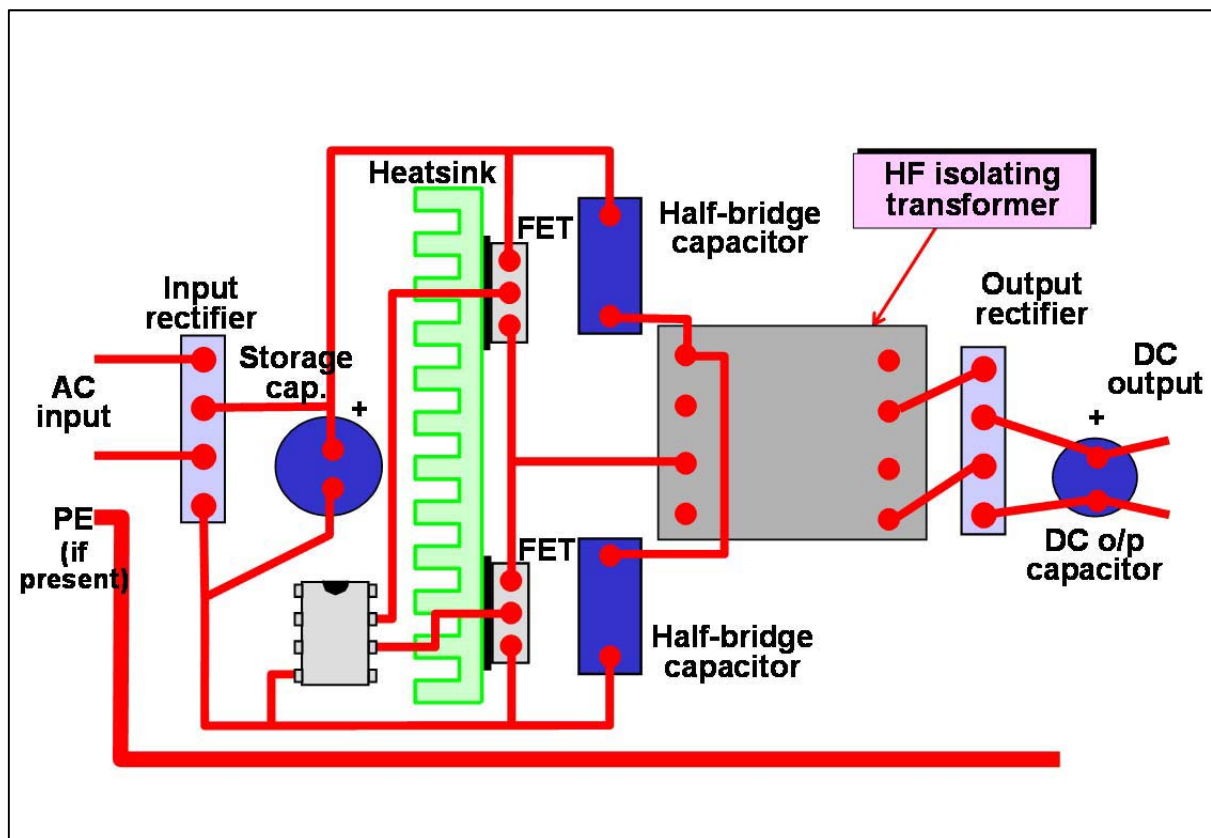 HF isolating
transformer
Heatsink
FET
Half-bridge
capacitor
Input
rectifier
Output
rectifier
Storage
cap.
+
AC
input
DC
output
+
PE
(if
present)
FET
DC o/p
capacitor
Half-bridge
capacitor